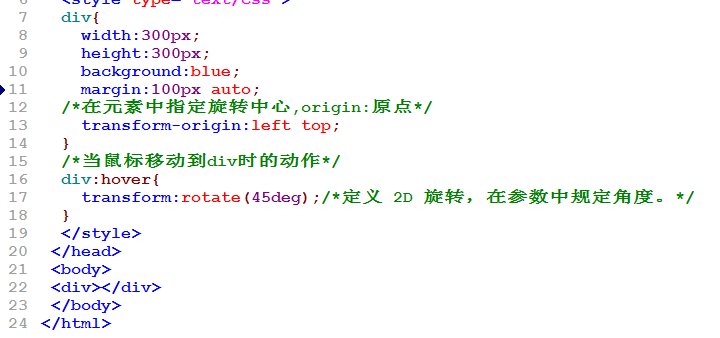 6 <style type="text/css">
7 div{
8 width:300px;
9 height:300px;
10 background:blue;
11 margin:100px auto;
12 /*在元素中指定旋转中心,origin:原点*/
13 transform-origin:left top;
14 }
15 /*当鼠标移动到div时的动作*/
16 div:hover{
17 transform:rotate(45deg);/*定义 2D 旋转，在参数中规定角度。*/
18 }
19 </style>
20 </head>
21 <body>
22 <div></div>
23 </body>
24 </html>